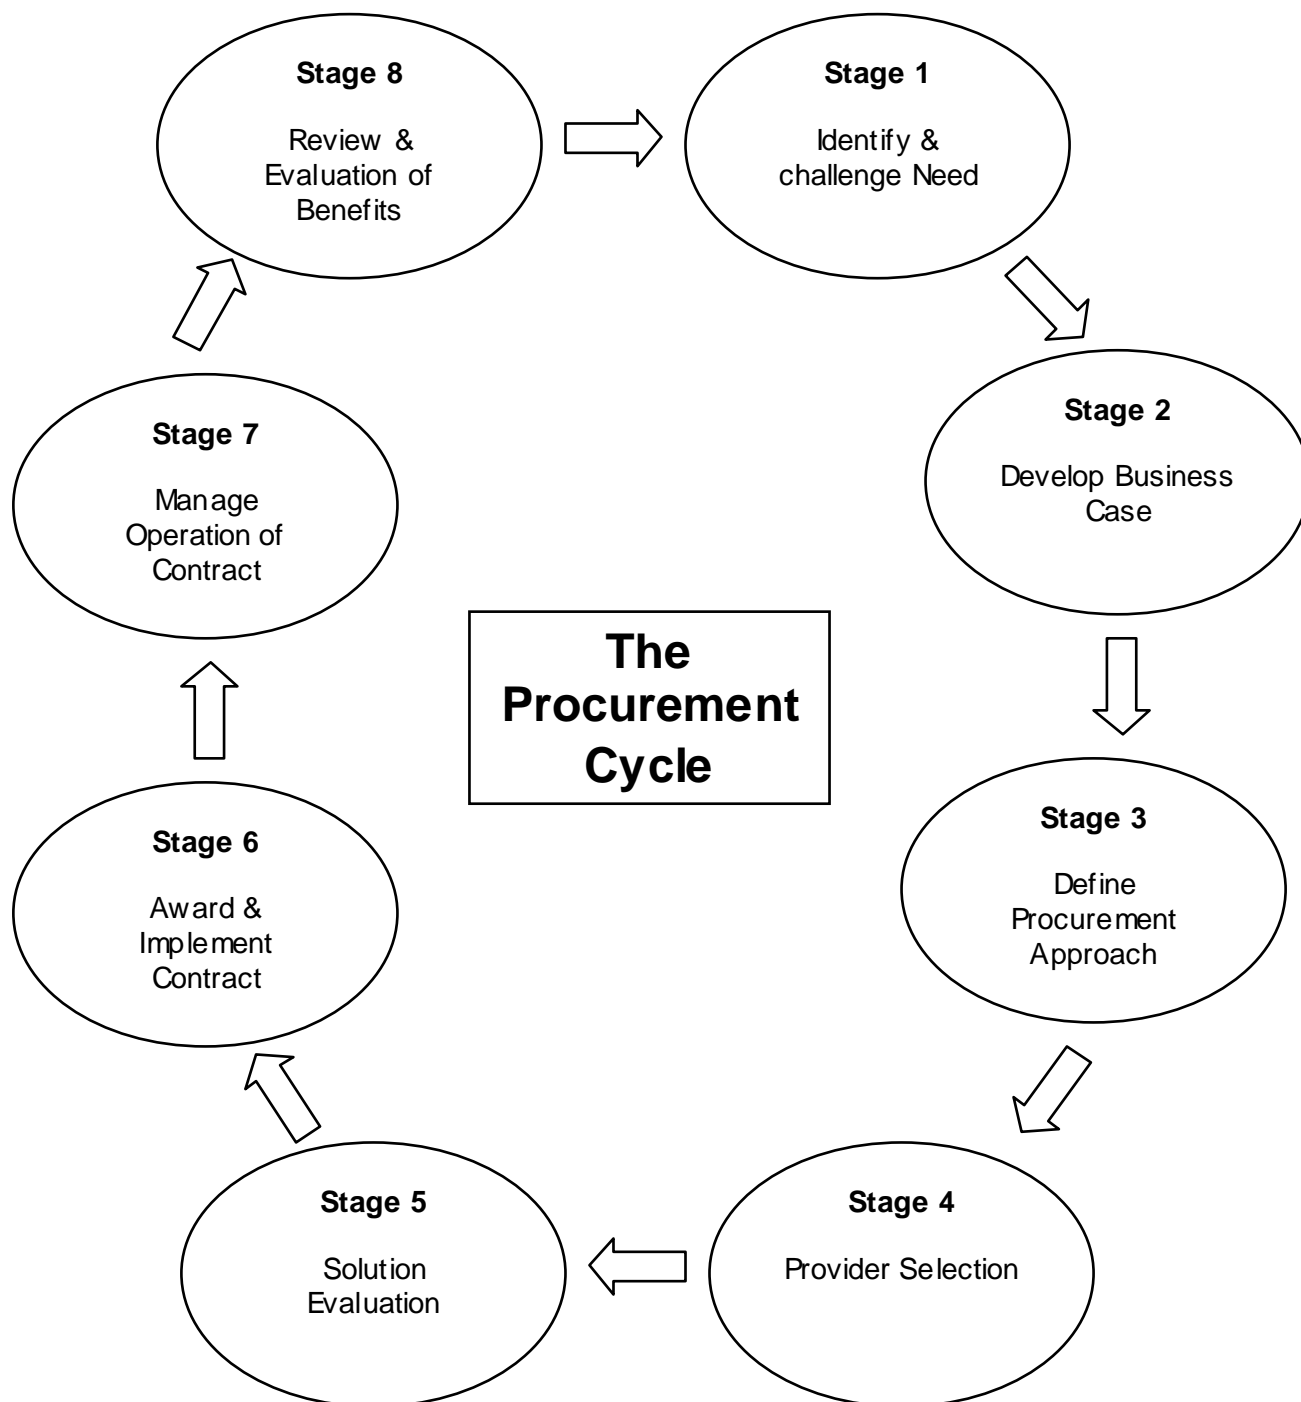 Stage 8
Review &
Evaluation of
Benefits
Stage 1
Identify &
challenge Need
Stage 2
Develop Business
Case
Stage 7
Manage
Operation of
Contract
The
Procurement
Cycle
Stage 3
Define
Procurement
Approach
Stage 6
Award &
Implement
Contract
Stage 4
Provider Selection
Stage 5
Solution
Evaluation